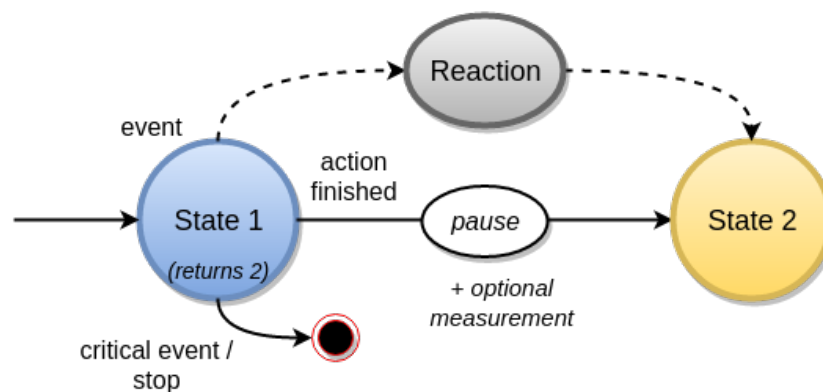 Reaction
event
action
finished
State 1
(returns 2)
pause
State 2
+ optional
measurement
critical event /
stop